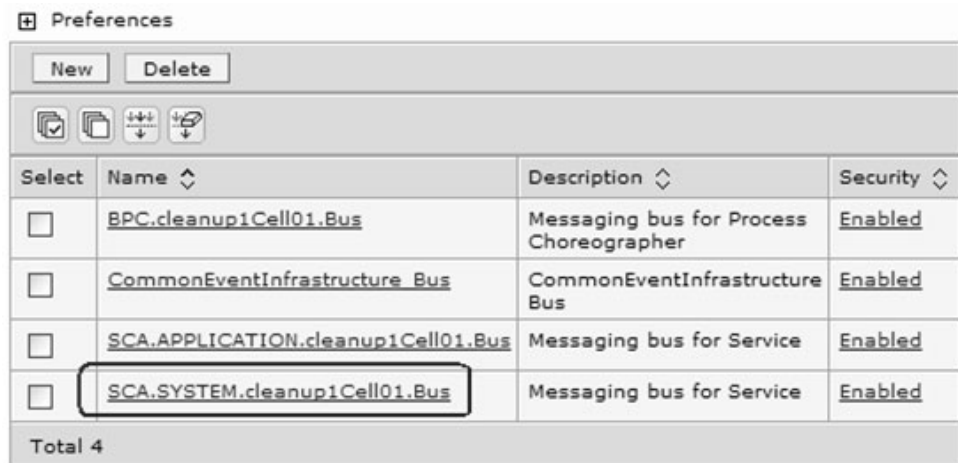 Preferences
New Delete
Select Name Description Security
BPC.cleanup1Cell01.Bus Messaging bus for Process Enabled
Choreographer
CommonEventInfrastructure_Bus CommonEventInfrastructure Enabled
Bus
SCA.APPLICATION.cleanup1Cell01.Bus Messaging bus for Service Enabled
SCA.SYSTEM.cleanup1Cell01.Bus Messaging bus for Service Enabled
Total 4